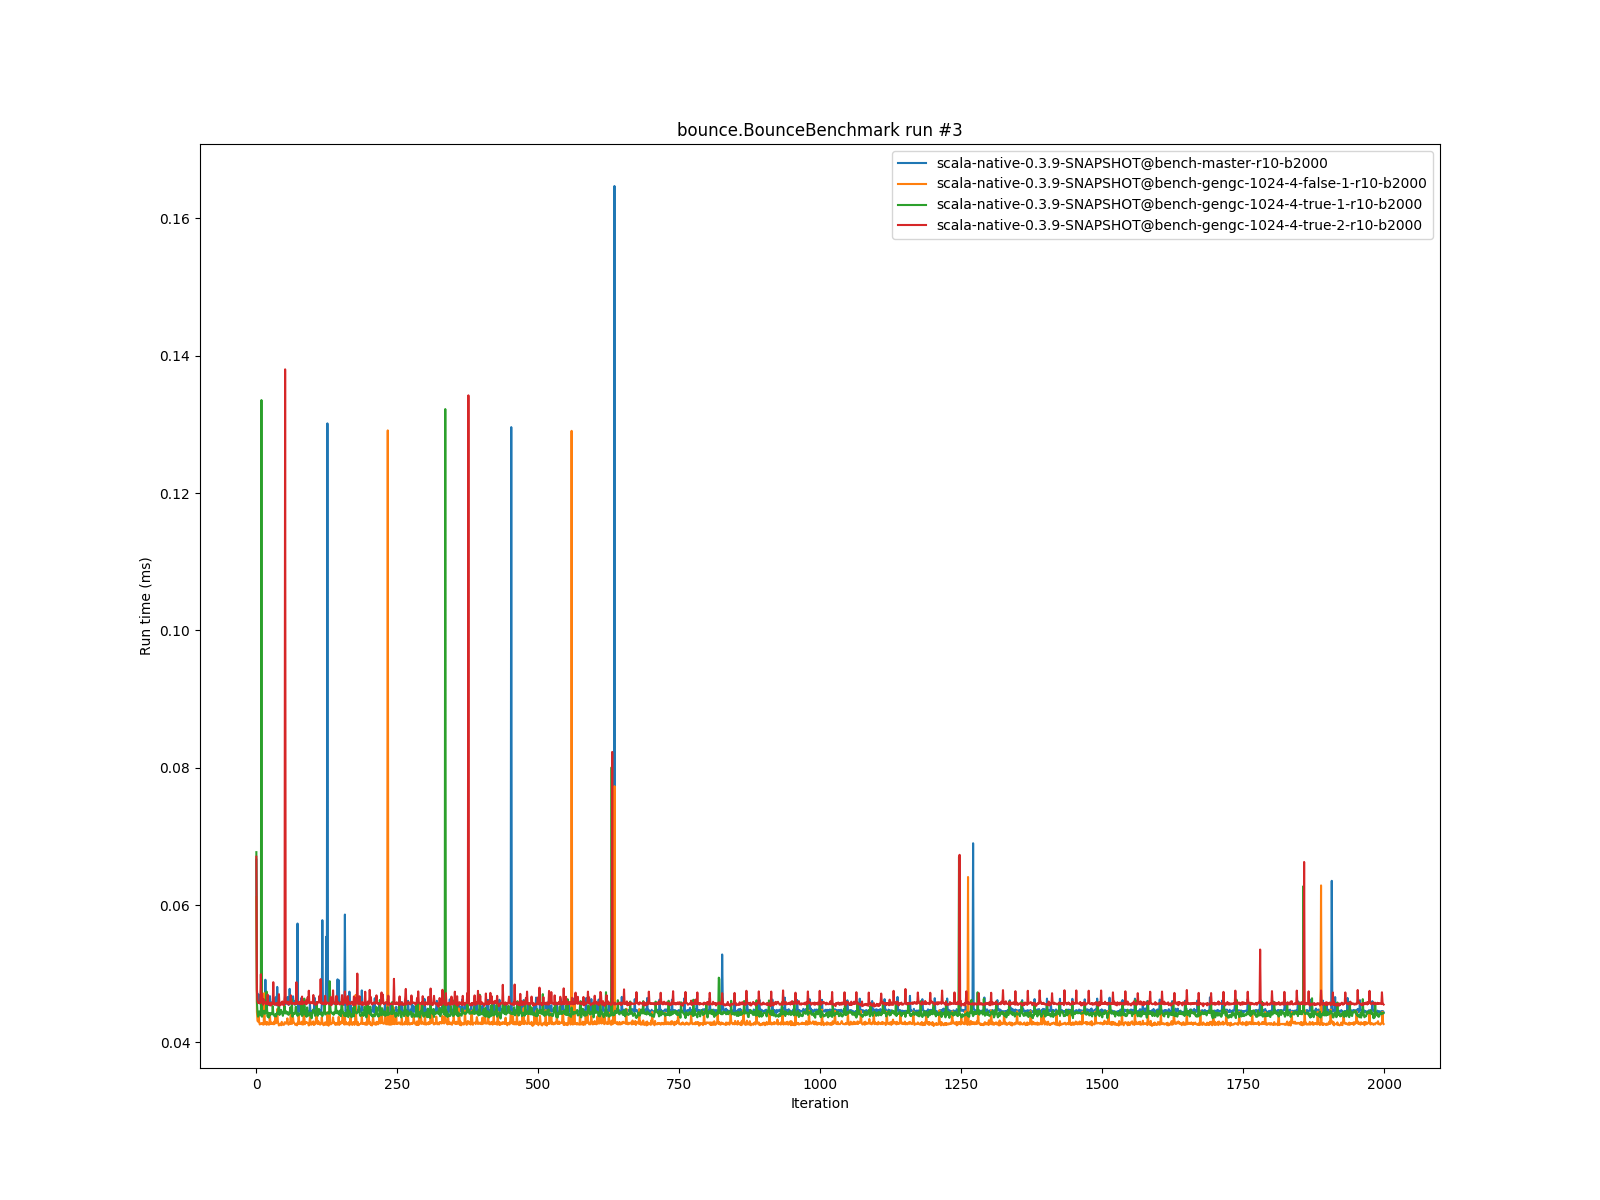 bounce.BounceBenchmark run #3
scala-native-0.3.9-SNAPSHOT@bench-master-r10-b2000
scala-native-0.3.9-SNAPSHOT@bench-gengc-1024-4-false-1-r10-b2000
scala-native-0.3.9-SNAPSHOT@bench-gengc-1024-4-true-1-r10-b2000
scala-native-0.3.9-SNAPSHOT@bench-gengc-1024-4-true-2-r10-b2000
0.16
0.14
0.12
0.10
0.08
0.06
0.04
Run time (ms)
0 250 500 750 1000 1250 1500 1750 2000
Iteration